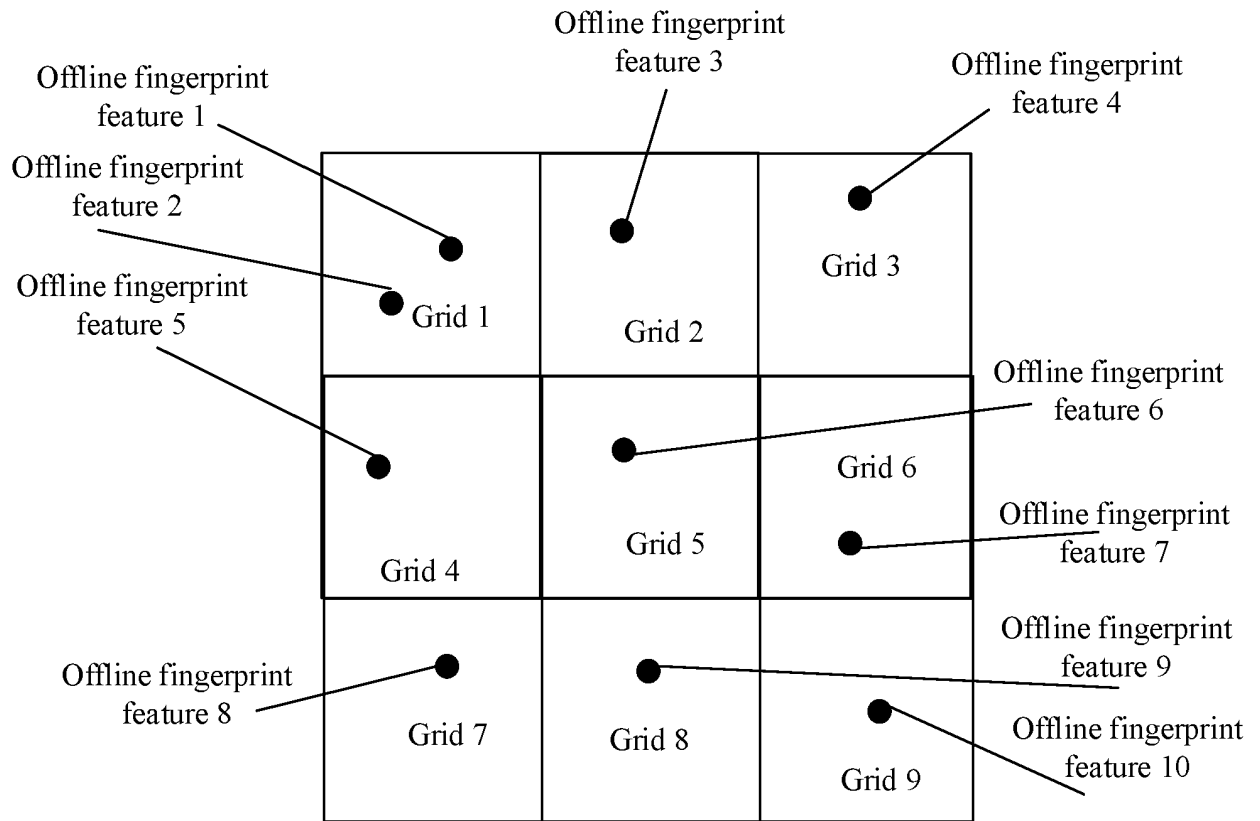 Offline fingerprint
feature 3
Offline fingerprint
feature 1
Offline fingerprint
feature 4
Offline fingerprint
feature 2
Offline fingerprint
feature 5
Grid 1
Grid 2
Grid 3
Offline fingerprint
feature 6
Grid 4
Grid 5
Grid 6
Offline fingerprint
feature 7
Offline fingerprint
feature 8
Offline fingerprint
feature 9
Grid 7
Grid 8
Grid 9
Offline fingerprint
feature 10